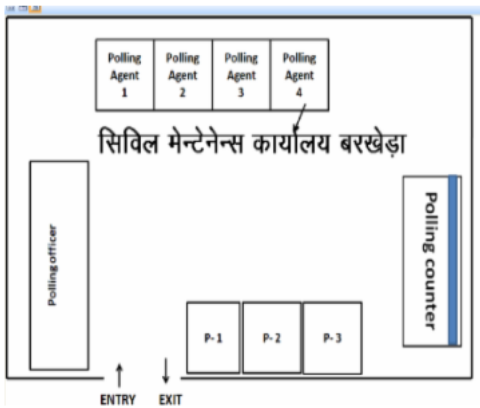 Polling Agent 1
Polling Agent 2
Polling Agent 3
Polling Agent 4
सिविल मेन्टेनेन्स कार्यालय बरखेड़ा
Polling officer
Polling counter
P-1
P-2
P-3
ENTRY
EXIT